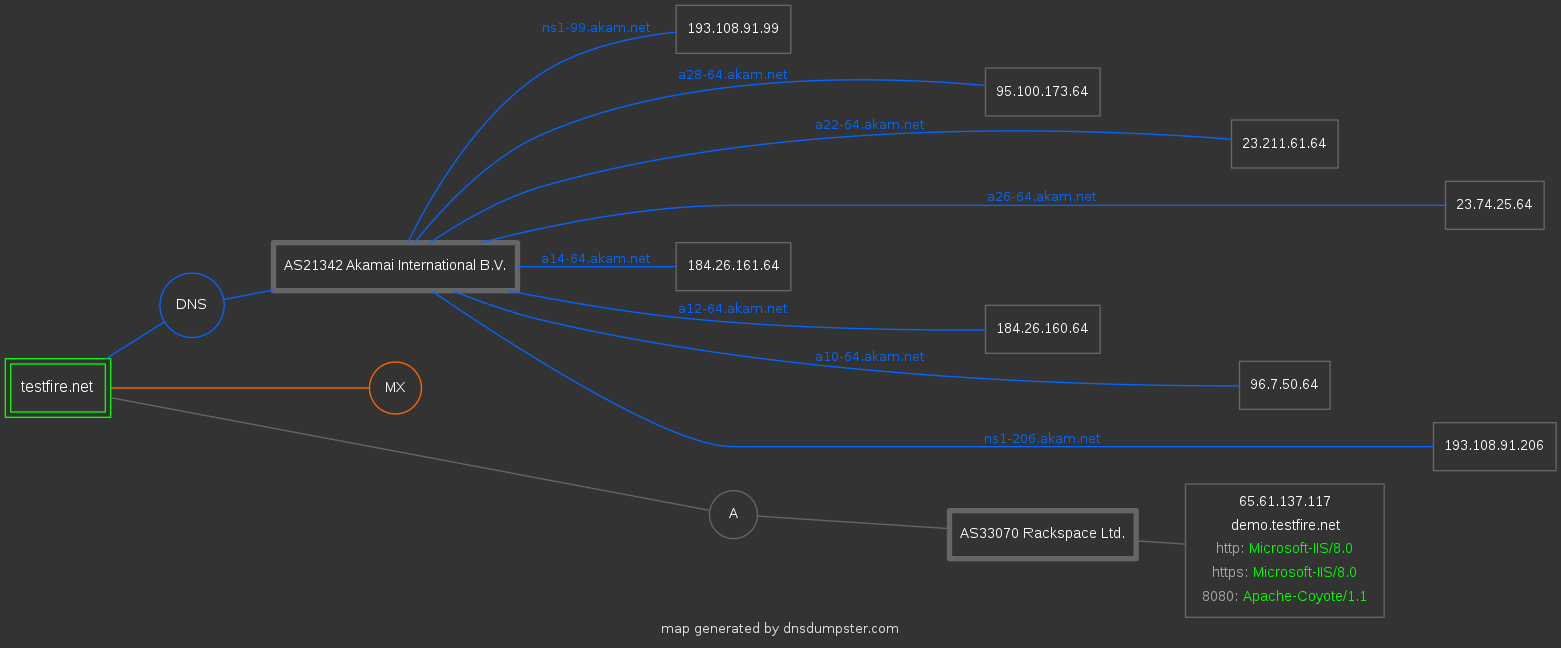 ns1-99.akam.net
193.108.91.99
a28-64.akam.net
95.100.173.64
a22-64.akam.net
23.211.61.64
a26-64.akam.net
23.74.25.64
AS21342 Akamai International B.V.
a14-64.akam.net
184.26.161.64
DNS
a12-64.akam.net
184.26.160.64
a10-64.akam.net
96.7.50.64
testfire.net
MX
ns1-206.akam.net
193.108.91.206
A
AS33070 Rackspace Ltd.
65.61.137.117
demo.testfire.net
http: Microsoft-IIS/8.0
https: Microsoft-IIS/8.0
8080: Apache-Coyote/1.1
map generated by dnsdumpster.com